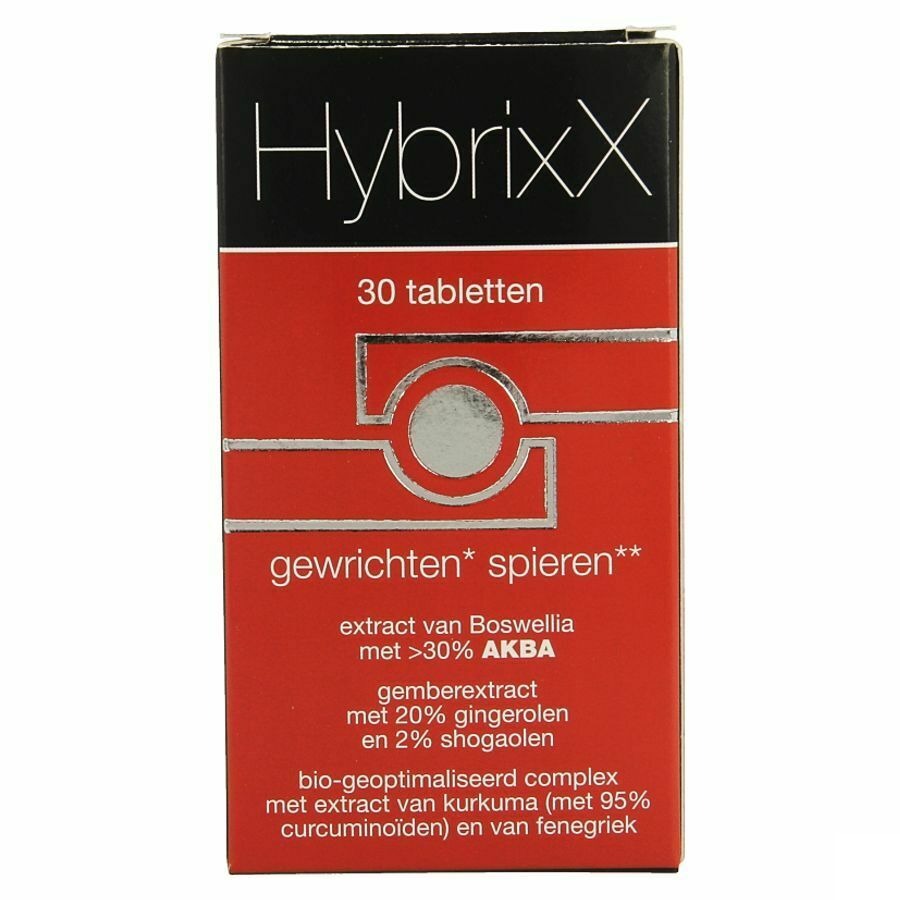 HybrixX
30 tabletten
gewrichten* spieren**
extract van Boswellia
met >30% AKBA
gemberextract
met 20% gingerolen
en 2% shogaolen
bio-geoptimaliseerd complex
met extract van kurkuma (met 95%
curcuminoïden) en van fenegriek